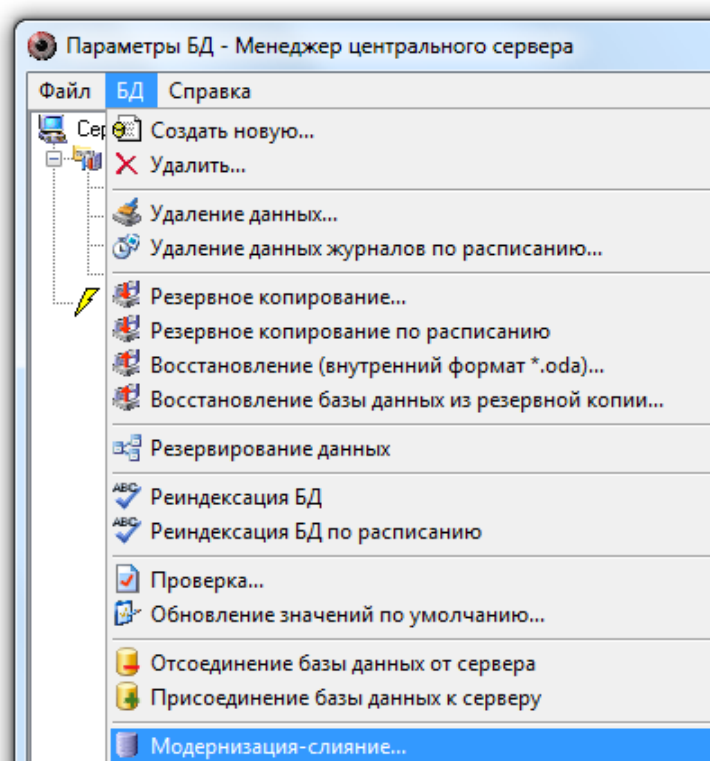 Параметры БД - Менеджер центрального сервера
Файл БД Справка
Сер
Создать новую...
Удалить...
Удаление данных...
Удаление данных журналов по расписанию...
Резервное копирование...
Резервное копирование по расписанию
Восстановление (внутренний формат *.oda)...
Восстановление базы данных из резервной копии...
Резервирование данных
ABC Реиндексация БД
ABC Реиндексация БД по расписанию
Проверка...
Обновление значений по умолчанию...
Отсоединение базы данных от сервера
Присоединение базы данных к серверу
Модернизация-слияние...